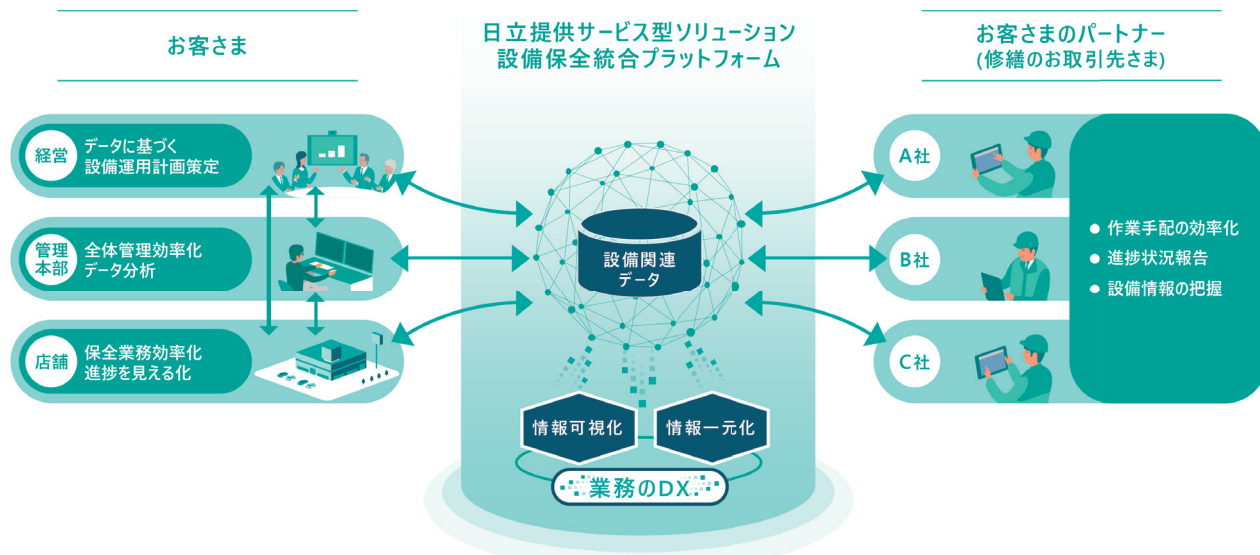 お客さま
日立提供サービス型ソリューション
設備保全統合プラットフォーム
お客さまのパートナー
(修繕のお取引先さま)
経営
データに基づく
設備運用計画策定
管理
本部
全体管理効率化
データ分析
店舗
保全業務効率化
進捗を見える化
設備関連
データ
情報可視化
情報一元化
業務のDX
A社
B社
C社
● 作業手配の効率化
● 進捗状況報告
● 設備情報の把握